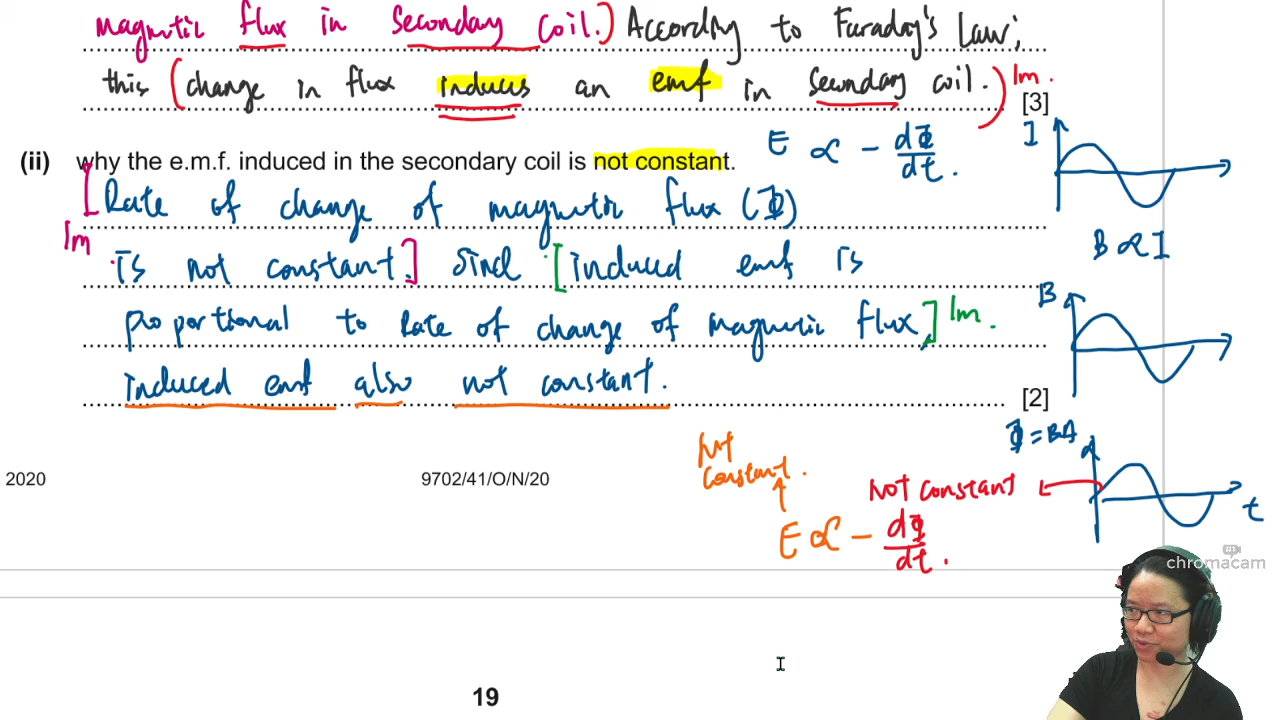 magnetic flux in secondary coil.) According to Faraday's Law,
this (change in flux induces an emf in secondary coil.) 1m.
[3]
(ii) why the e.m.f. induced in the secondary coil is not constant.
E ∝ - dΦ/dt.
I
[Rate of change of magnetic flux (Φ)
1m
is not constant.] Since [induced emf is
B ∝ I
proportional to rate of change of magnetic flux,] 1m.
B
induced emf also not constant.
[2]
Φ = BA
Not constant.
2020
9702/41/O/N/20
Not constant
t
E ∝ - dΦ/dt.
chromacam
19